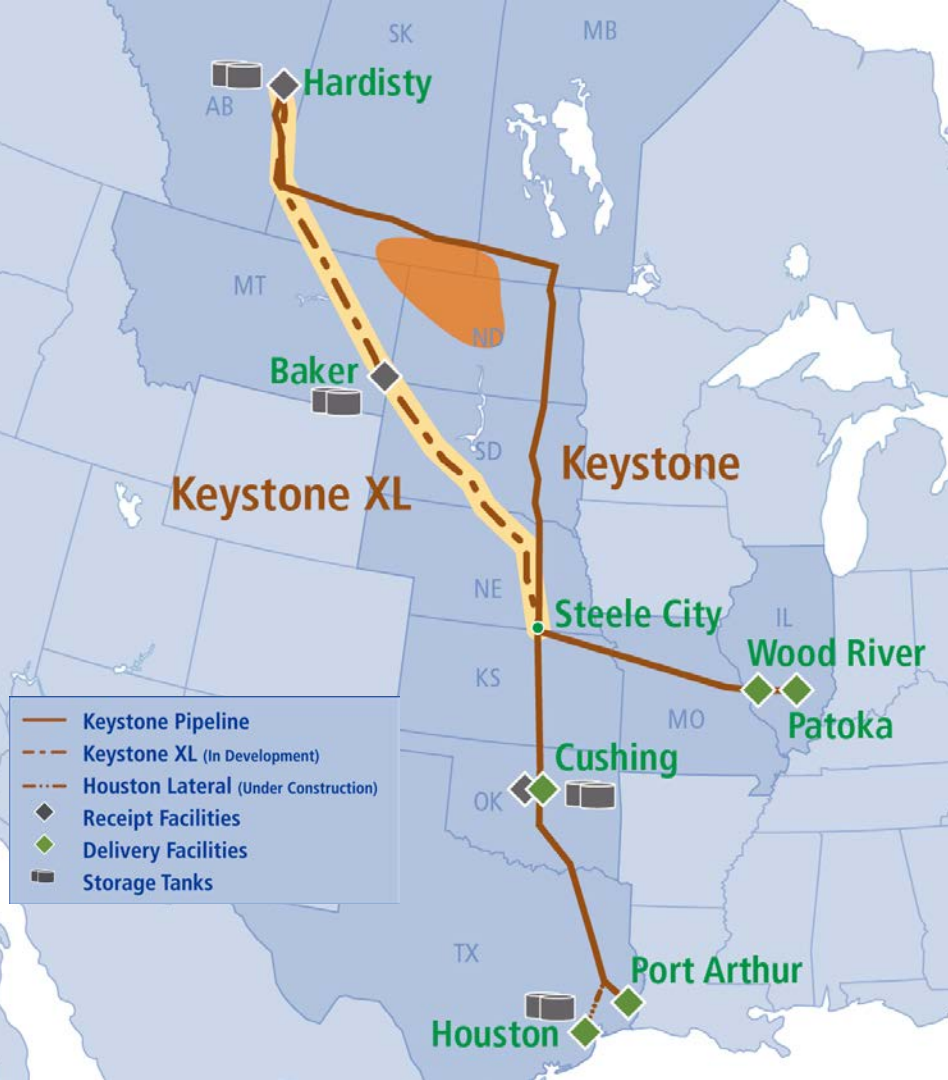 SK
MB
Hardisty
AB
MT
ND
Baker
SD
Keystone
Keystone XL
NE
Steele City
IL
Wood River
KS
Patoka
MO
Keystone Pipeline
Keystone XL (In Development)
Houston Lateral (Under Construction)
Receipt Facilities
Delivery Facilities
Storage Tanks
Cushing
OK
TX
Port Arthur
Houston